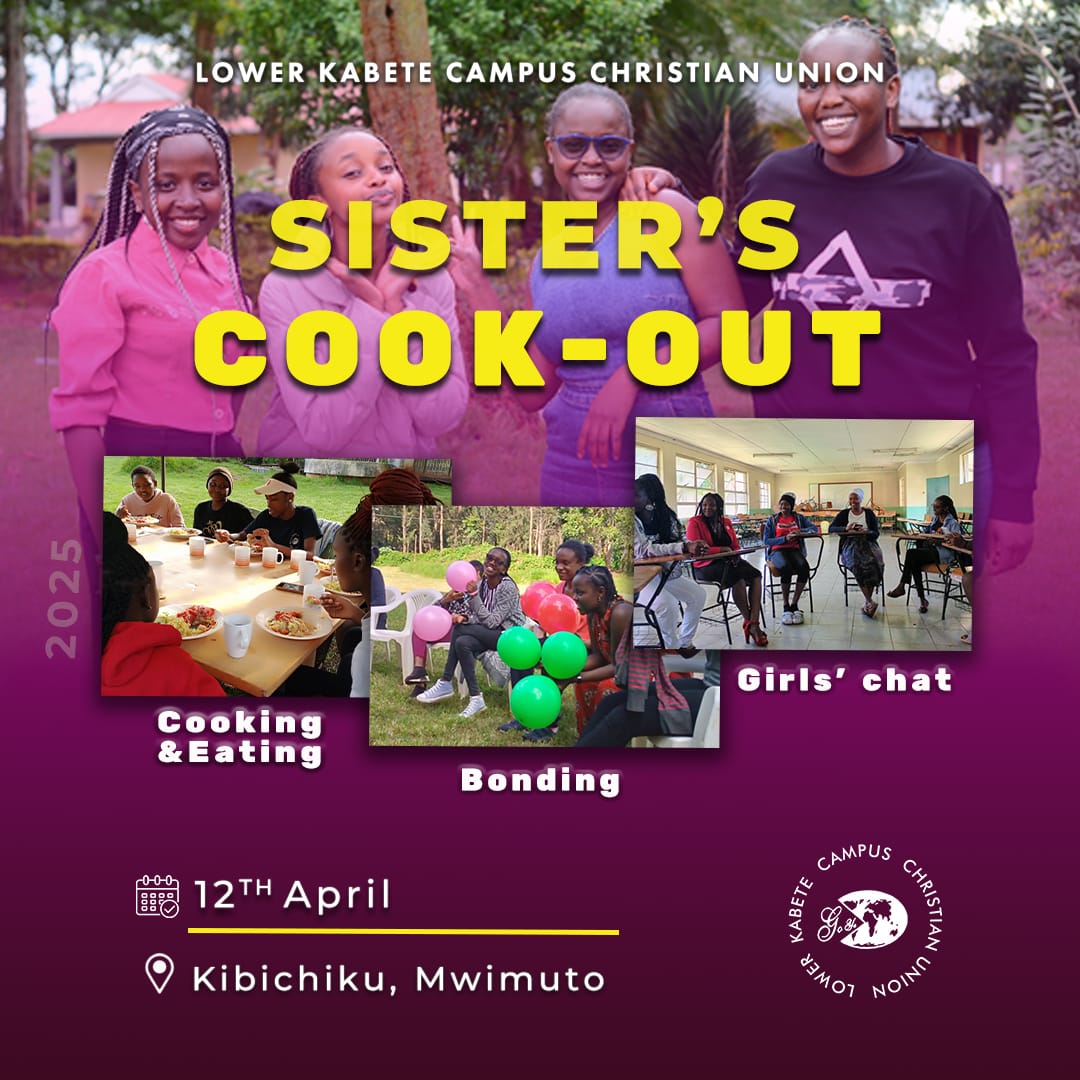 LOWER KABETE CAMPUS CHRISTIAN UNION
SISTER'S
COOK-OUT
2025
Cooking
&Eating
Bonding
Girls' chat
12TH April
Kibichiku, Mwimuto
LOWER KABETE CAMPUS CHRISTIAN UNION